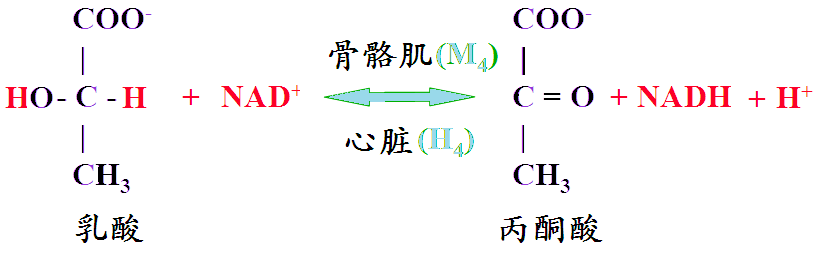 COO- COO-
| 骨骼肌(M4) |
HO - C - H + NAD+ C = O + NADH + H+
| 心脏(H4) |
CH3 CH3
乳酸 丙酮酸